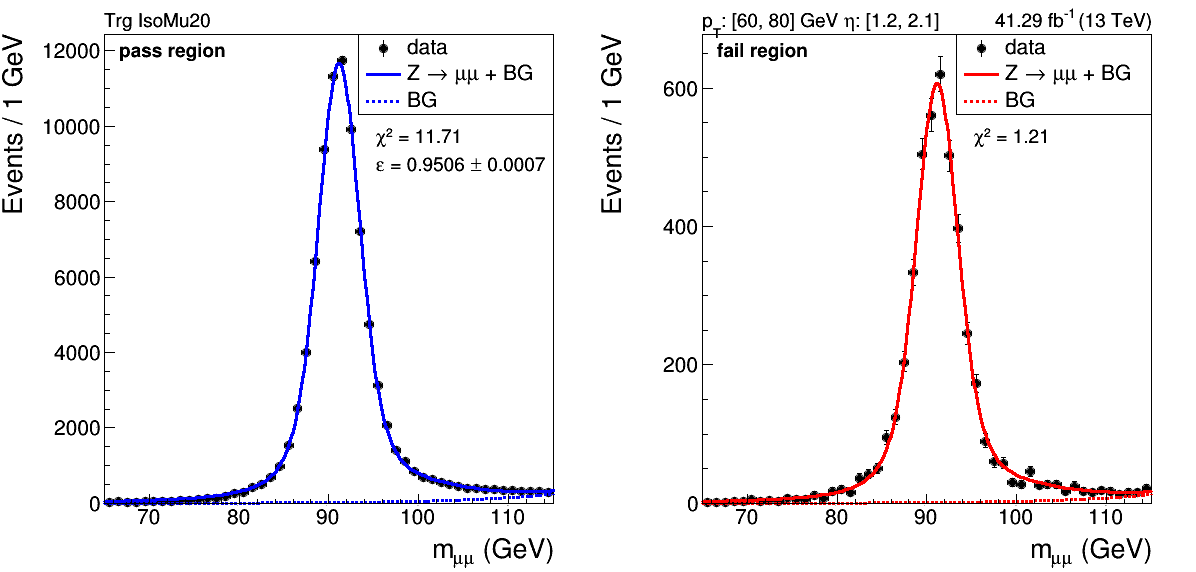 Trg IsoMu20
pass region
data
Z → μμ + BG
BG
χ² = 11.71
ε = 0.9506 ± 0.0007
Events / 1 GeV
12000
10000
8000
6000
4000
2000
0
70
80
90
100
110
m_μμ (GeV)
p_T: [60, 80] GeV η: [1.2, 2.1]
41.29 fb⁻¹ (13 TeV)
fail region
data
Z → μμ + BG
BG
χ² = 1.21
Events / 1 GeV
600
400
200
0
70
80
90
100
110
m_μμ (GeV)